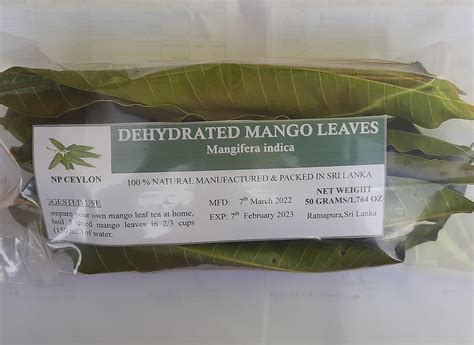 DEHYDRATED MANGO LEAVES
Mangifera indica
NP CEYLON
100 % NATURAL MANUFACTURED & PACKED IN SRI LANKA
GGESTED USE
prepare your own mango leaf tea at home,
boil 3 dried mango leaves in 2/3 cups
(150 ml) of water.
MFD: 7th March 2022
EXP: 7th February 2023
NET WEIGHT
50 GRAMS/1.764 OZ
Ratnapura,Sri Lanka